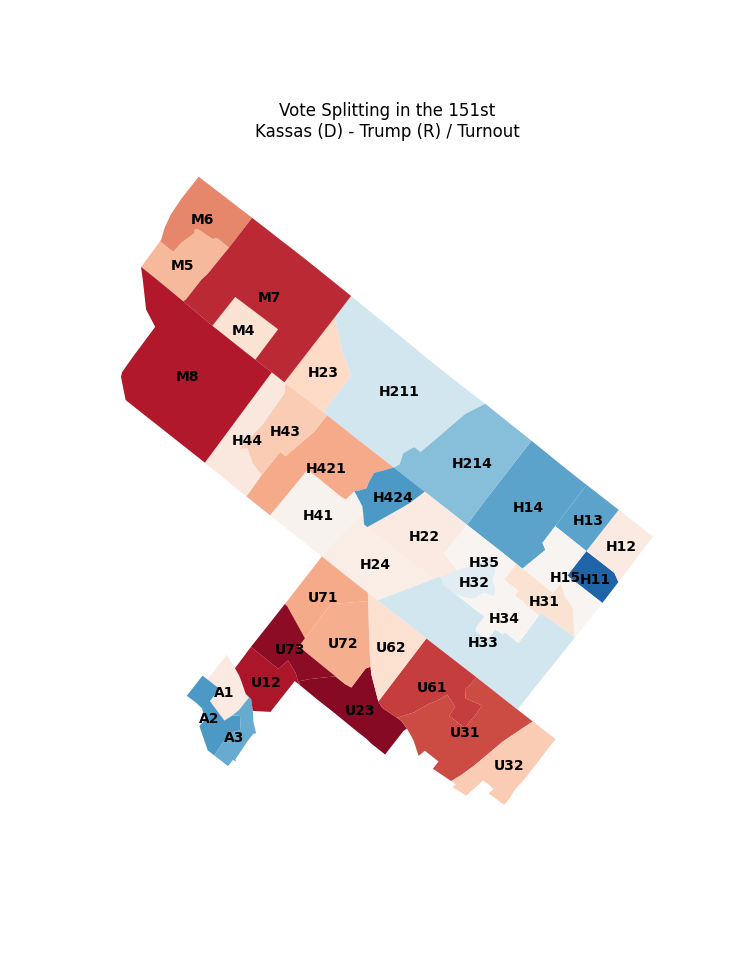 Vote Splitting in the 151st
Kassas (D) - Trump (R) / Turnout
M6
M5
M7
M4
M8
H23
H211
H43
H44
H421
H214
H424
H14
H41
H13
H22
H12
H24
H35
H15
H11
H32
U71
H31
H34
U72
U62
H33
U73
U12
U61
A1
U23
A2
U31
A3
U32